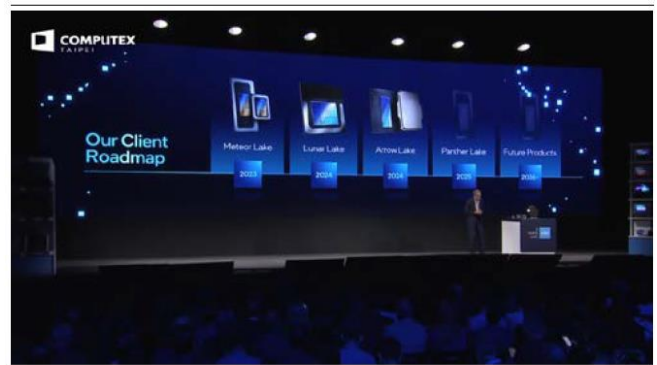 COMPUTEX
TAIPEI
Our Client
Roadmap
Meteor Lake
Lunar Lake
Arrow Lake
Panther Lake
Future Products
2023
2024
2024
2025
2026